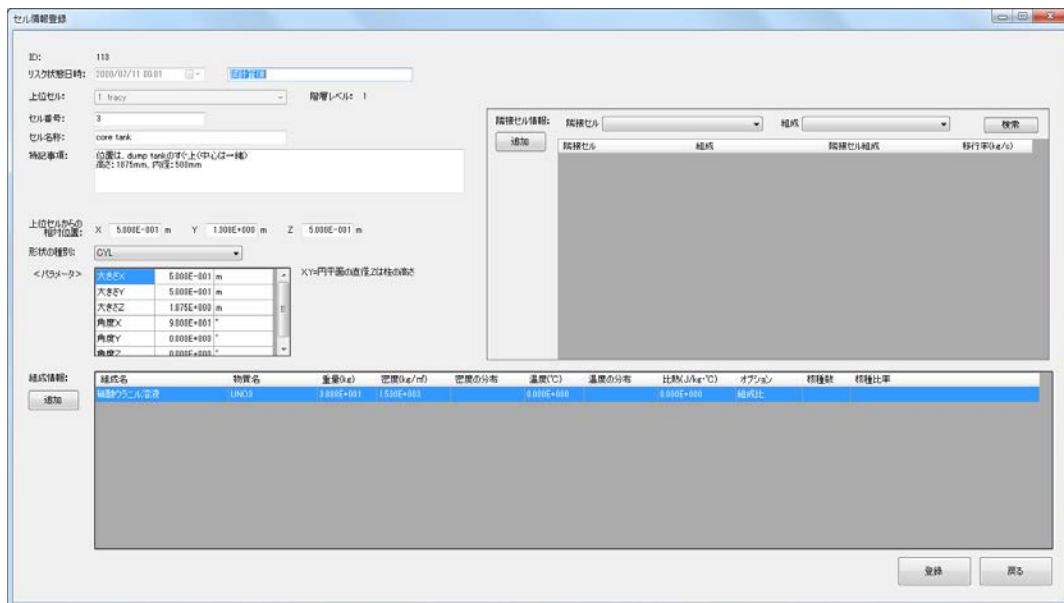 セル情報登録
ID: 113
リスク状態日時: 2000/07/11 00:01
上位セル: 1 tracy 階層レベル: 1
セル番号: 3
セル名称: core tank
特記事項: 位置は、dump tankのすぐ上(中心は一緒)
高さ:1875mm, 内径:500mm
上位セルからの
相対位置: X 5.000E-001 m Y 1.300E+000 m Z 5.000E-001 m
形状の種別: CYL
<パラメータ> XY=円平面の直径,Zは柱の高さ
大きさX 5.000E-001 m
大きさY 5.000E-001 m
大きさZ 1.875E+000 m
角度X 9.000E+001 °
角度Y 0.000E+000 °
角度Z 0.000E+000 °
隣接セル情報: 隣接セル 組成 検索
追加
隣接セル 組成 隣接セル組成 移行率(kg/s)
組成情報:
追加
組成名 物質名 重量(kg) 密度(kg/㎥) 密度の分布 温度(℃) 温度の分布 比熱(J/kg・℃) オプション 核種数 核種比率
硝酸ウラニル溶液 UNO3 1.530E+003 0.000E+000 0.000E+000 組成比
登録 戻る